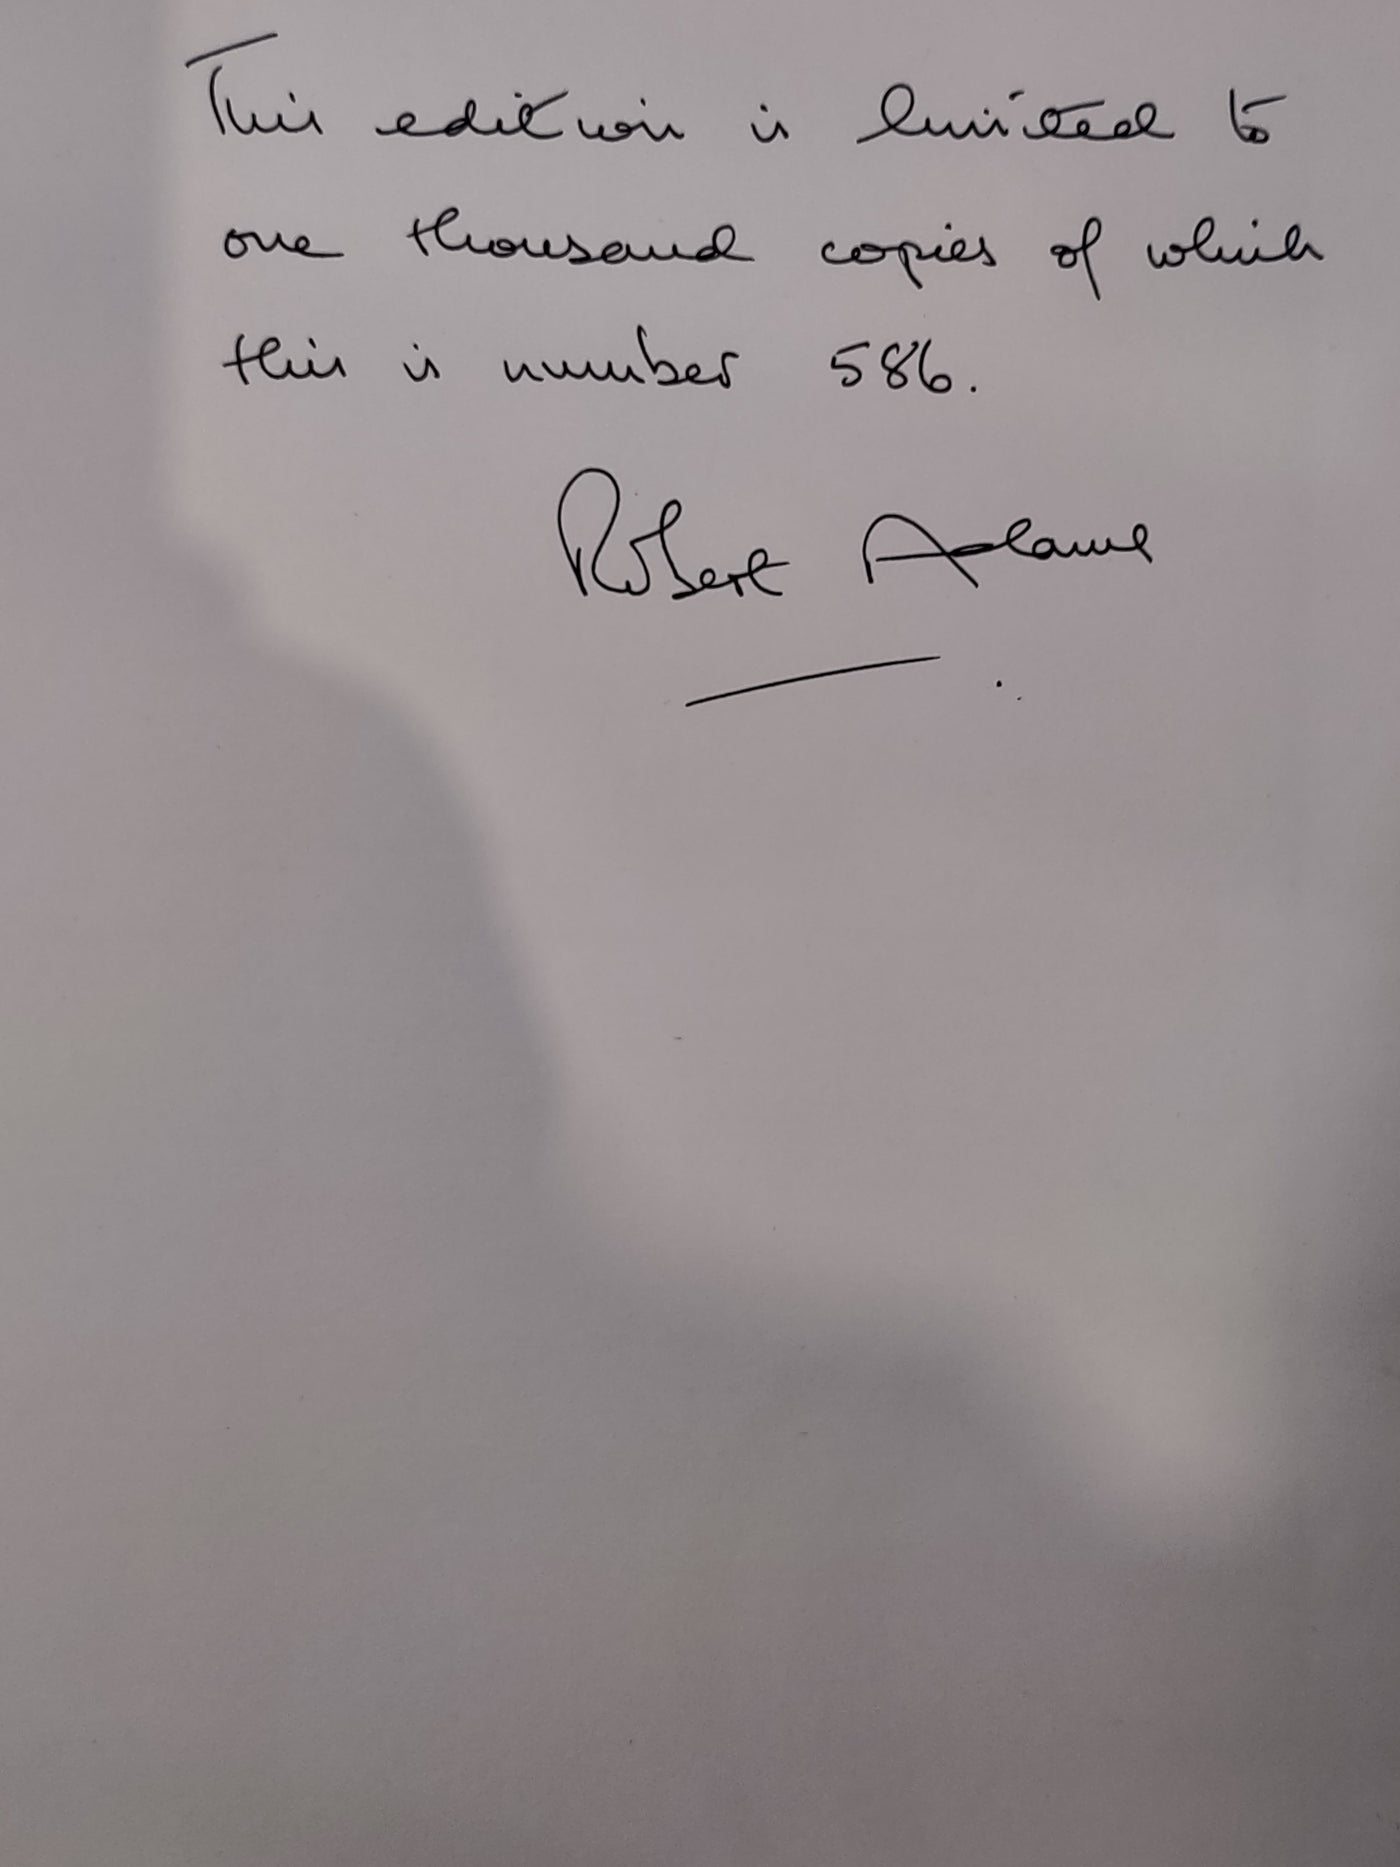 This edition is limited to
one thousand copies of which
this is number 586.
Robert Adams